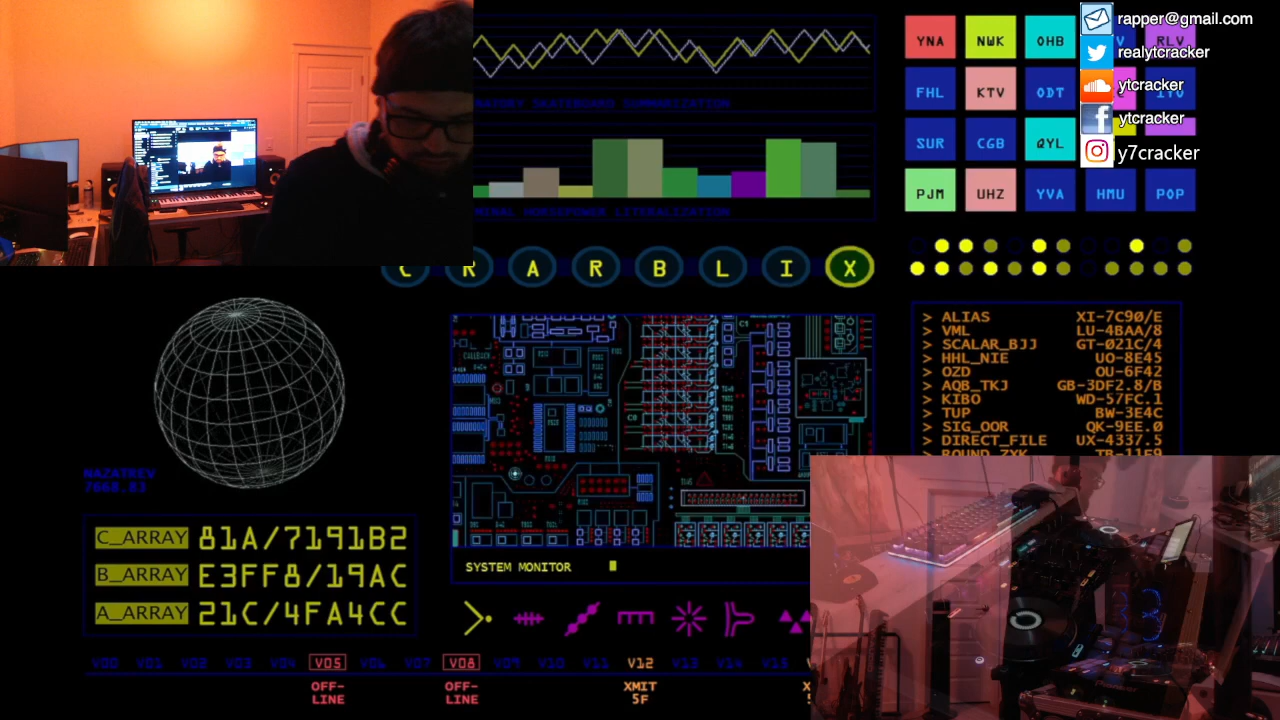 rapper@gmail.com
realytcracker
ytcracker
ytcracker
y7cracker
YNA NWK OHB RLV
FHL KTV ODT
SUR CGB QYL
PJM UHZ YVA HMU POP
C R A R B L I X
> ALIAS XI-7C90/E
> VML LU-4BAA/8
> SCALAR_BJJ GT-021C/4
> HHL_NIE UO-8E45
> OZD OU-6F42
> AQB_TKJ GB-3DF2.8/B
> KIBO WD-57FC.1
> TUP BW-3E4C
> SIG_OOR QK-9EE.0
> DIRECT_FILE UX-4337.5
> ROUND_ZYK TB-11F9
NAZATREV
7668.83
C_ARRAY 81A/7191B2
B_ARRAY E3FF8/19AC
A_ARRAY 21C/4FA4CC
SYSTEM MONITOR
V00 V01 V02 V03 V04 V05 V06 V07 V08 V09 V10 V11 V12 V13 V14 V15
OFF-LINE
OFF-LINE
XMIT
5F